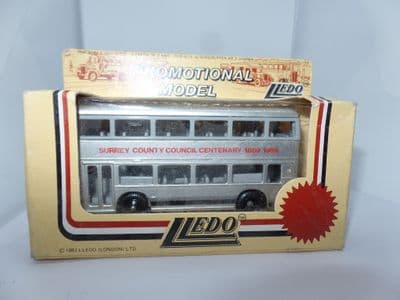 PROMOTIONAL
MODEL
LLEDO
SURREY COUNTY COUNCIL CENTENARY 1889 1989
LLEDO
© 1983 LLEDO (LONDON) LTD.